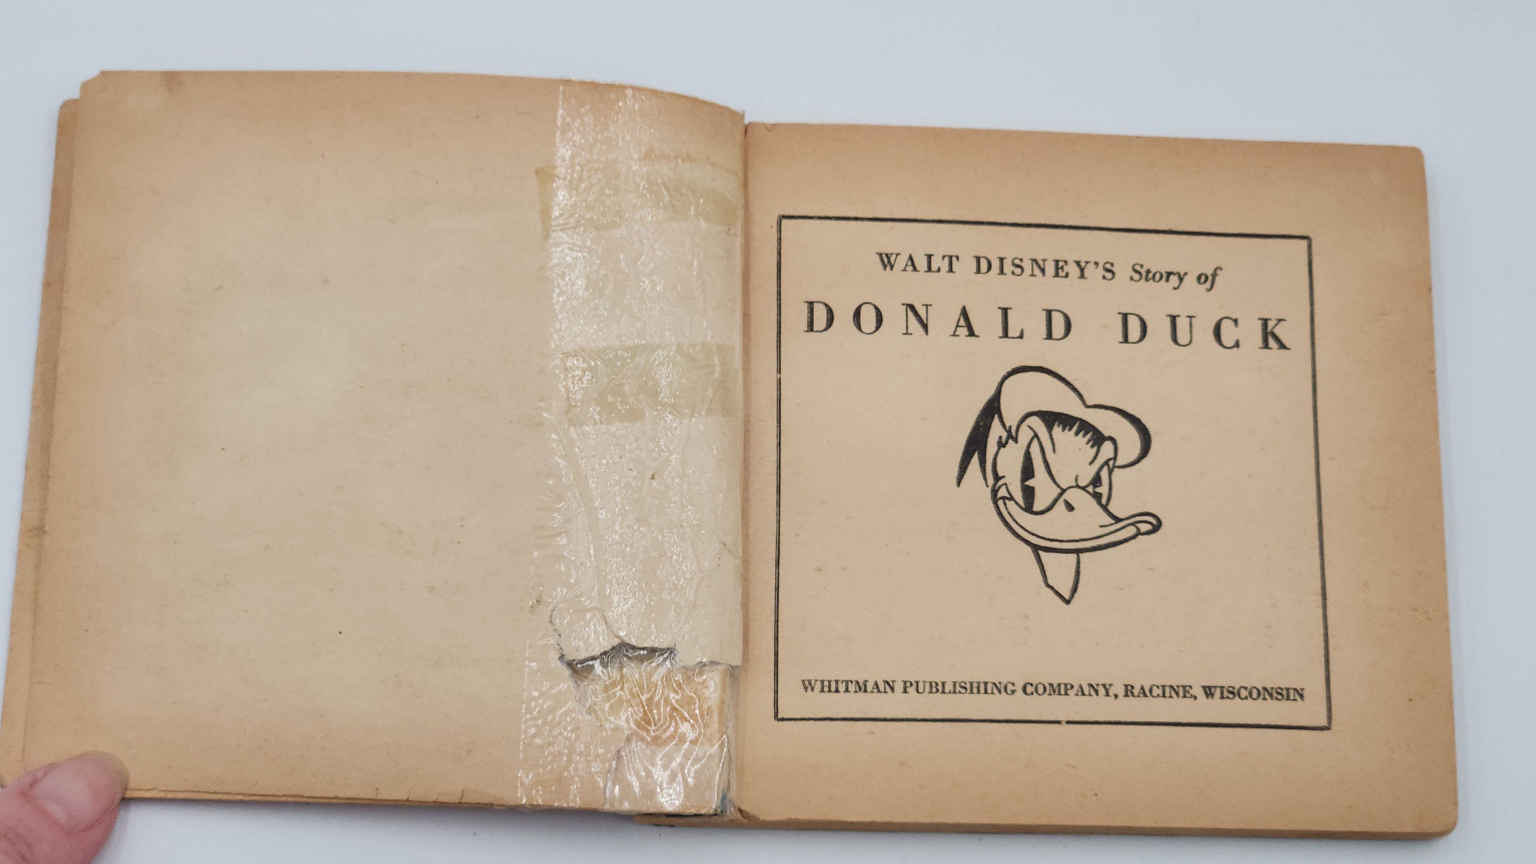 WALT DISNEY'S Story of
DONALD DUCK
WHITMAN PUBLISHING COMPANY, RACINE, WISCONSIN